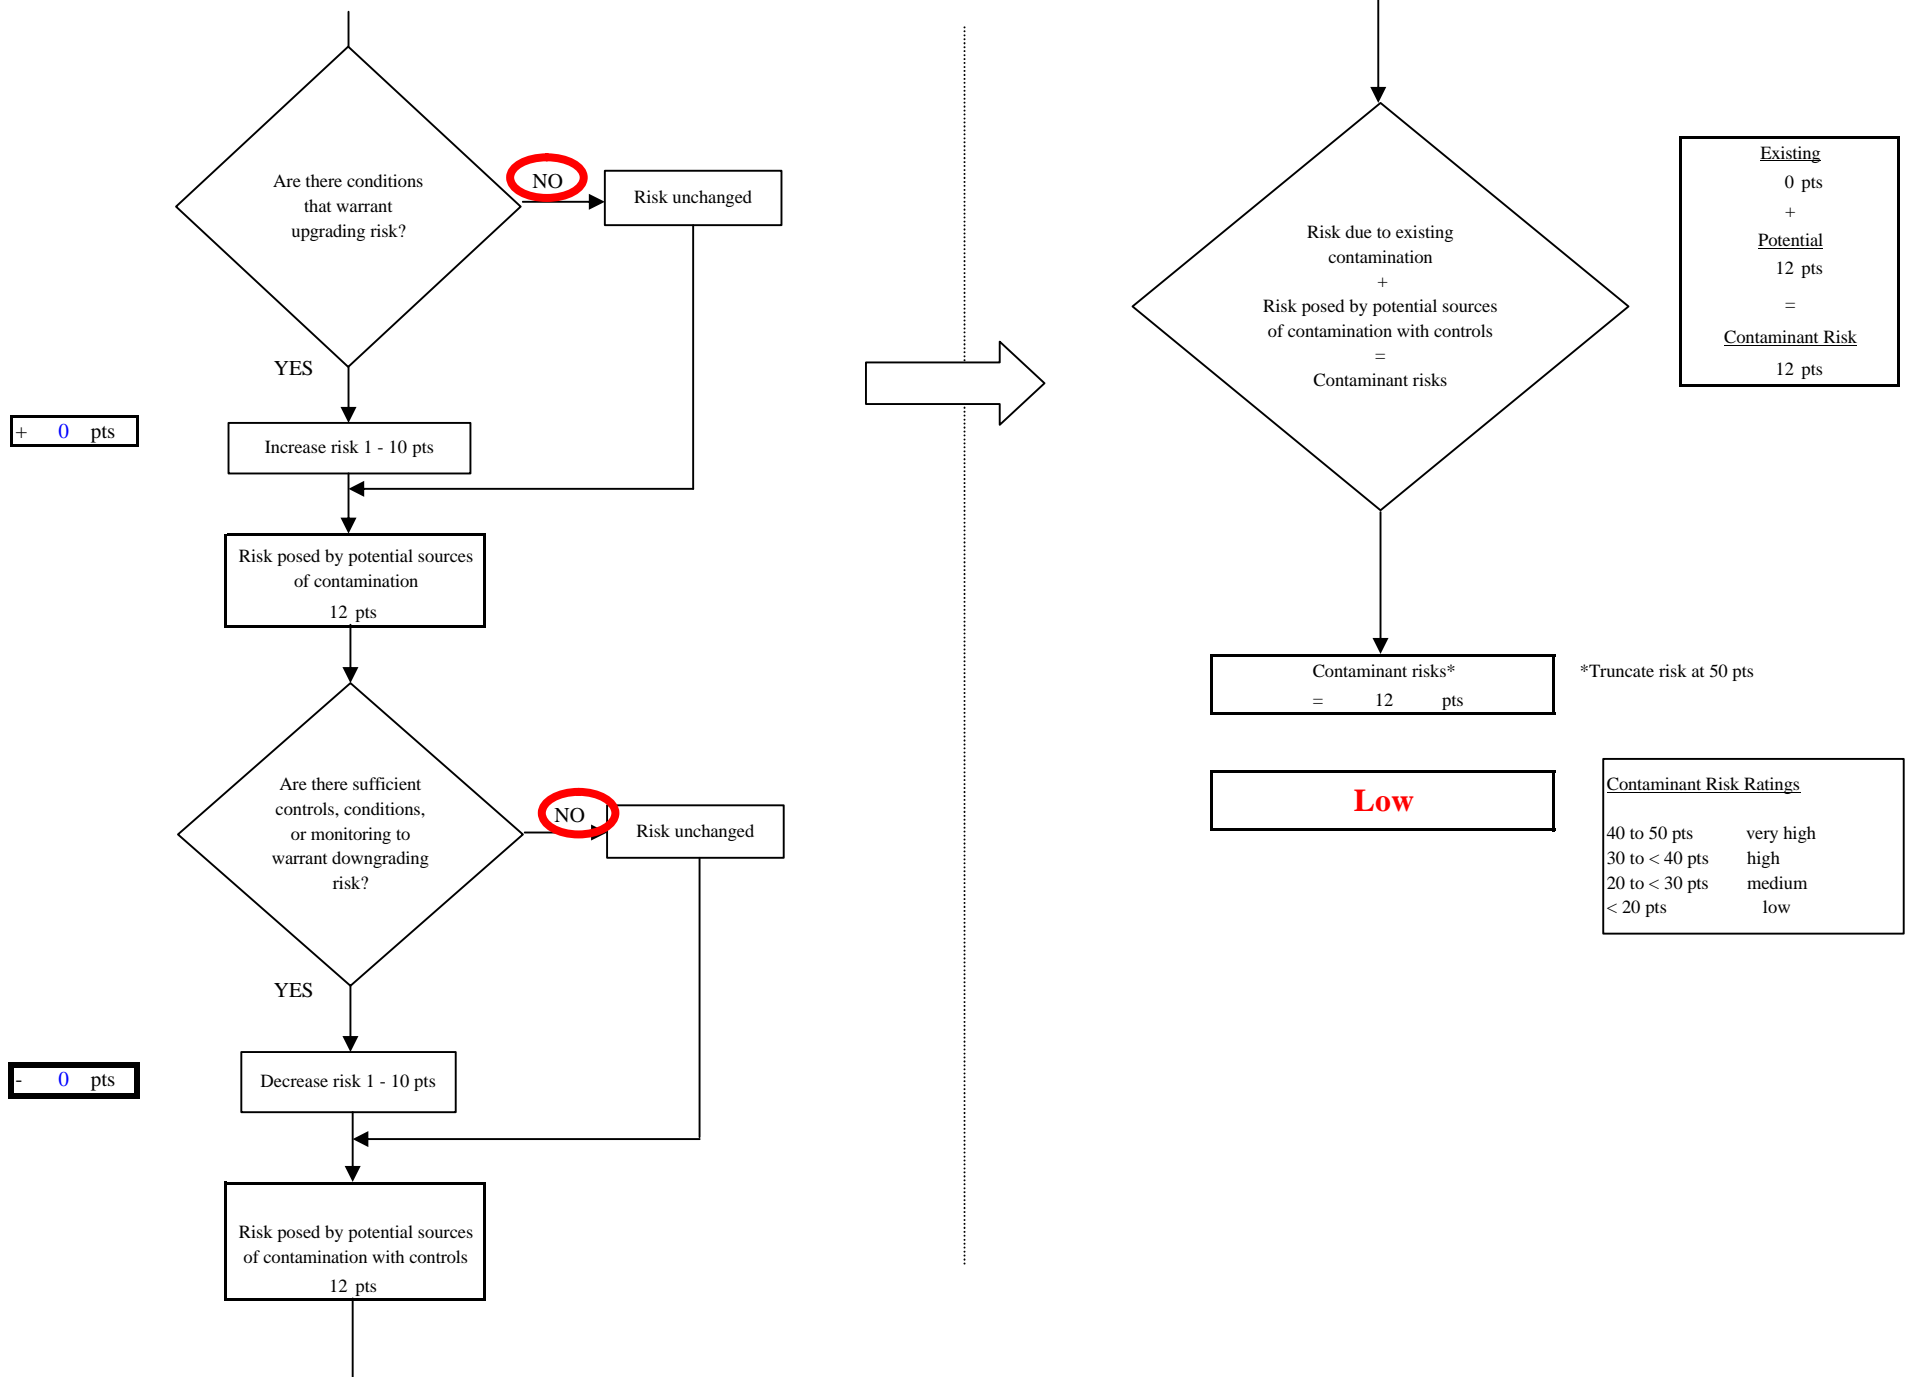 Are there conditions
that warrant
upgrading risk?
NO
Risk unchanged
YES
+ 0 pts
Increase risk 1 - 10 pts
Risk posed by potential sources
of contamination
12 pts
Are there sufficient
controls, conditions,
or monitoring to
warrant downgrading
risk?
NO
Risk unchanged
YES
- 0 pts
Decrease risk 1 - 10 pts
Risk posed by potential sources
of contamination with controls
12 pts
Risk due to existing
contamination
+
Risk posed by potential sources
of contamination with controls
=
Contaminant risks
Existing
0 pts
+
Potential
12 pts
=
Contaminant Risk
12 pts
Contaminant risks*
= 12 pts
*Truncate risk at 50 pts
Low
Contaminant Risk Ratings
40 to 50 pts very high
30 to < 40 pts high
20 to < 30 pts medium
< 20 pts low